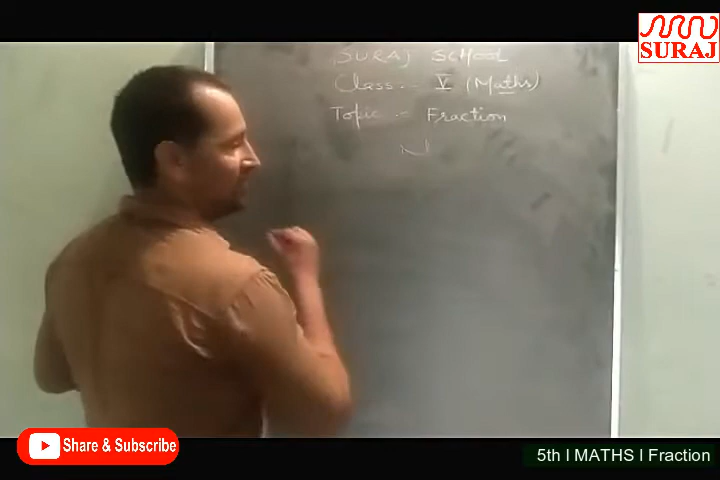 SURAJ
SURAJ SCHOOL
Class - V (Maths)
Topic - Fraction
Share & Subscribe
5th I MATHS I Fraction